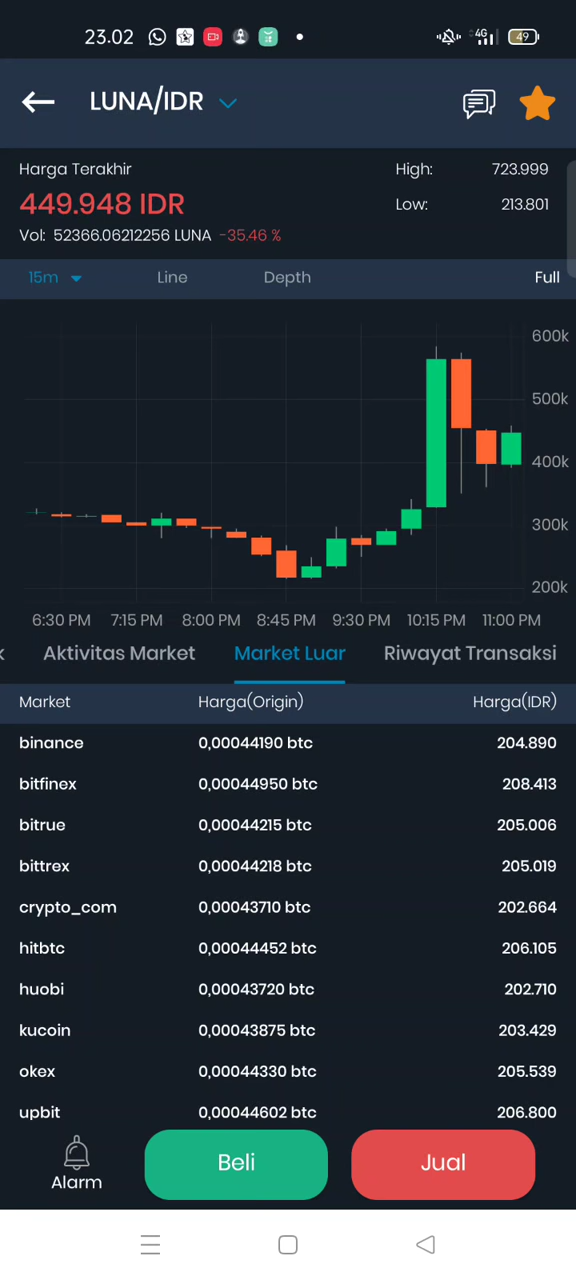 23.02 4G 49
LUNA/IDR
Harga Terakhir High: 723.999
449.948 IDR Low: 213.801
Vol: 52366.06212256 LUNA -35.46 %
15m Line Depth Full
600k
500k
400k
300k
200k
6:30 PM 7:15 PM 8:00 PM 8:45 PM 9:30 PM 10:15 PM 11:00 PM
k Aktivitas Market Market Luar Riwayat Transaksi
Market Harga(Origin) Harga(IDR)
binance 0,00044190 btc 204.890
bitfinex 0,00044950 btc 208.413
bitrue 0,00044215 btc 205.006
bittrex 0,00044218 btc 205.019
crypto_com 0,00043710 btc 202.664
hitbtc 0,00044452 btc 206.105
huobi 0,00043720 btc 202.710
kucoin 0,00043875 btc 203.429
okex 0,00044330 btc 205.539
upbit 0,00044602 btc 206.800
Alarm Beli Jual